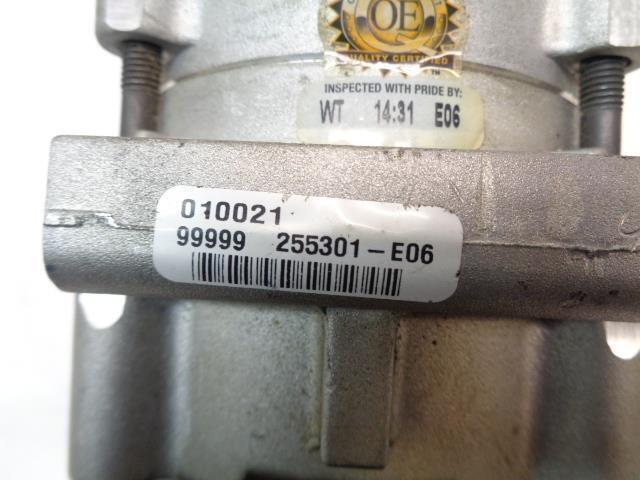 OE
QUALITY CERTIFIED
INSPECTED WITH PRIDE BY:
WT 14:31 E06
010021
99999 255301-E06